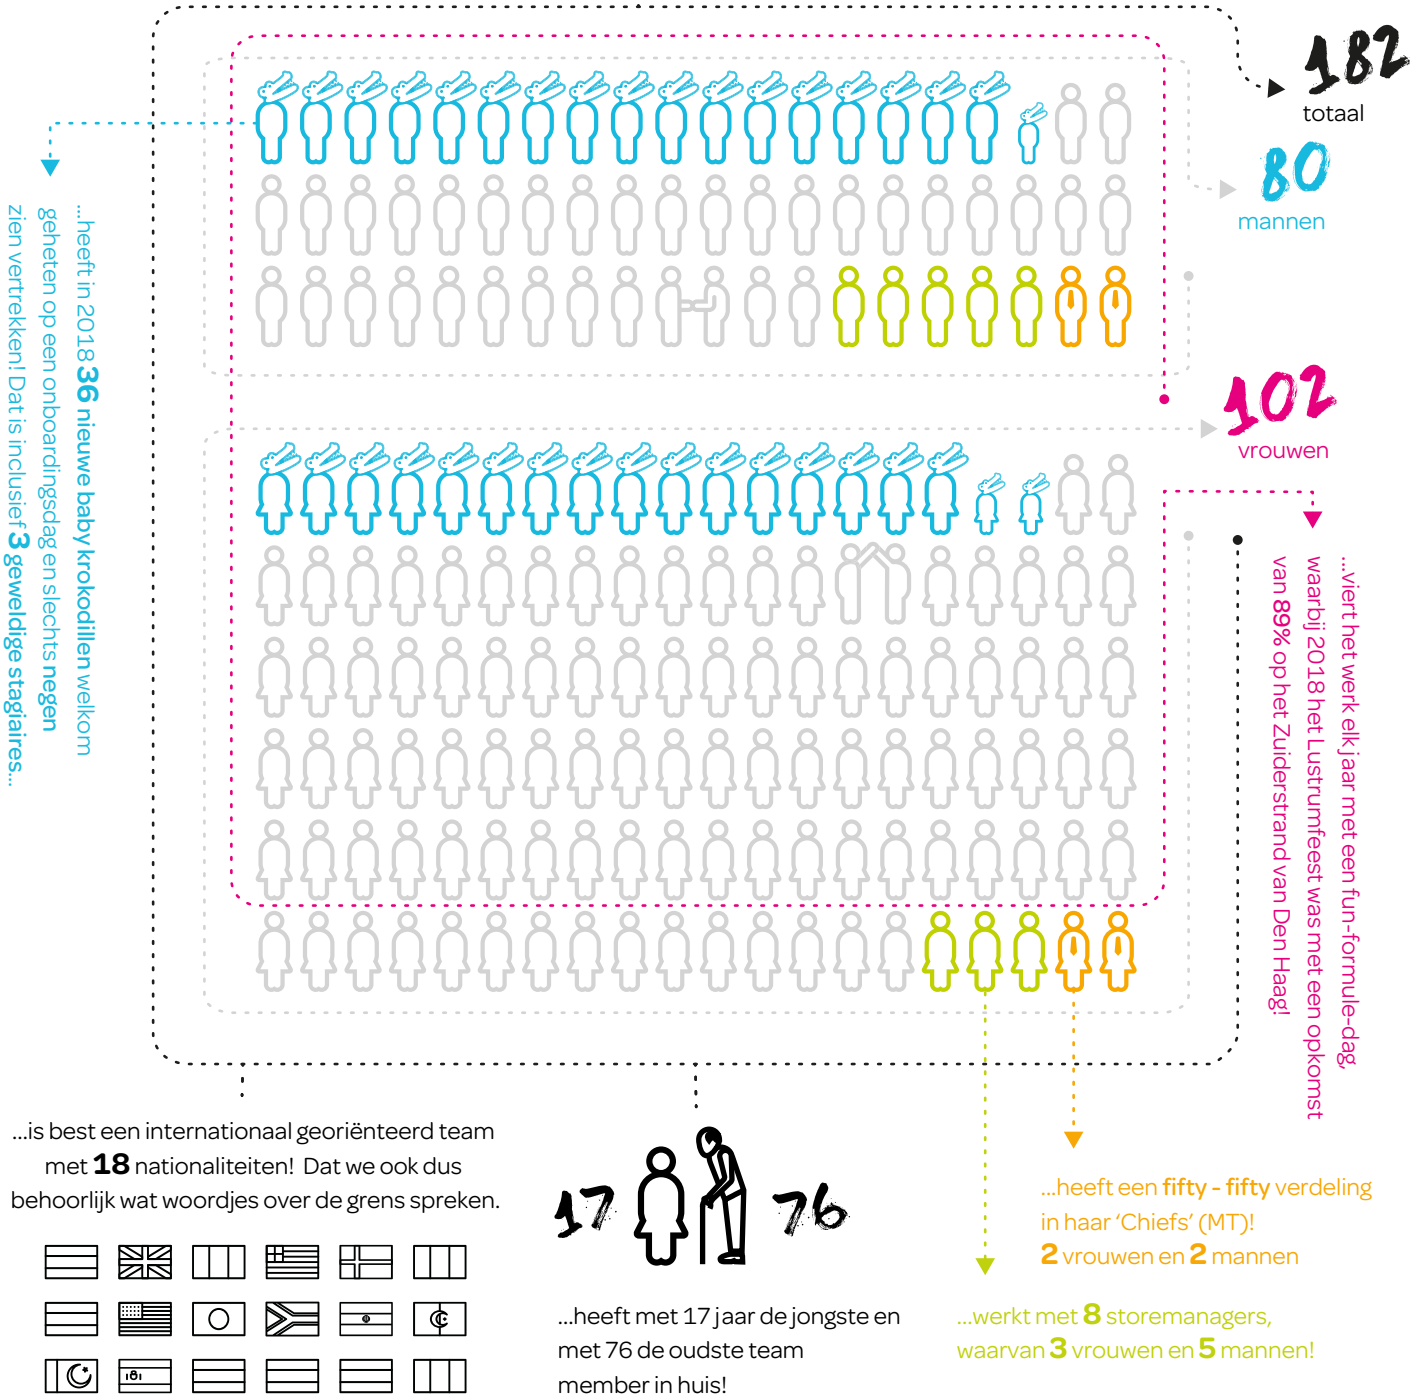 182
totaal
80
mannen
...heeft in 2018 36 nieuwe baby krokodillen welkom
geheten op een onboardingsdag en slechts negen
zien vertrekken! Dat is inclusief 3 geweldige stagiaires...
102
vrouwen
...viert het werk elk jaar met een fun-formule-dag,
waarbij 2018 het Lustrumfeest was met een opkomst
van 89% op het Zuiderstrand van Den Haag!
...is best een internationaal georiënteerd team
met 18 nationaliteiten! Dat we ook dus
behoorlijk wat woordjes over de grens spreken.
17
76
...heeft met 17 jaar de jongste en
met 76 de oudste team
member in huis!
...heeft een fifty - fifty verdeling
in haar ‘Chiefs’ (MT)!
2 vrouwen en 2 mannen
...werkt met 8 storemanagers,
waarvan 3 vrouwen en 5 mannen!